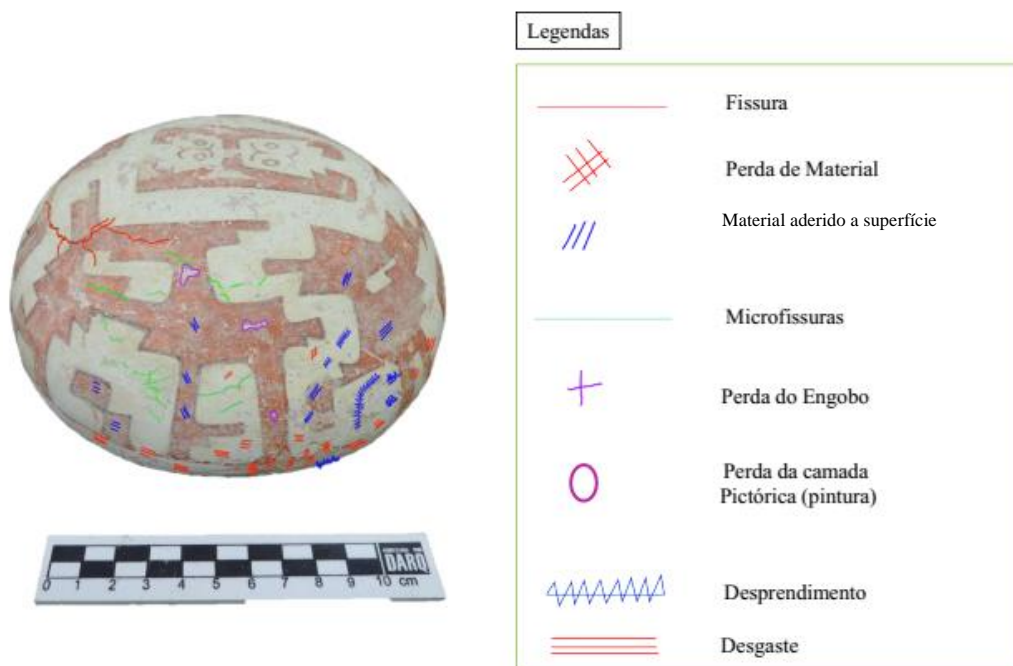 Legendas
Fissura
Perda de Material
Material aderido a superfície
Microfissuras
Perda do Engobo
Perda da camada
Pictórica (pintura)
Desprendimento
Desgaste
DARQ
0 1 2 3 4 5 6 7 8 9 10 cm